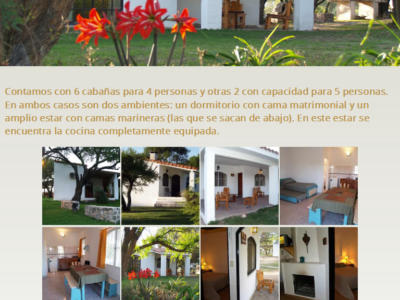 Contamos con 6 cabañas para 4 personas y otras 2 con capacidad para 5 personas.
En ambos casos son dos ambientes: un dormitorio con cama matrimonial y un
amplio estar con camas marineras (las que se sacan de abajo). En este estar se
encuentra la cocina completamente equipada.